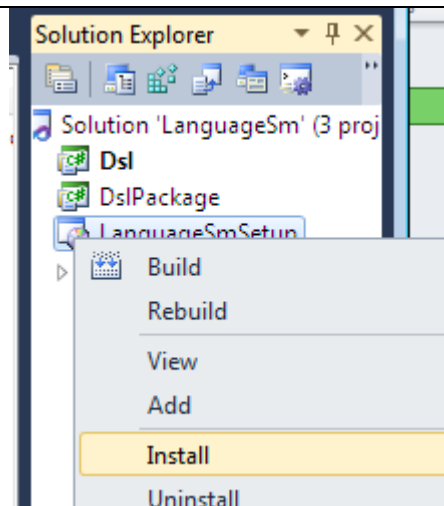 Solution Explorer
Solution 'LanguageSm' (3 proj
Dsl
DslPackage
LanguageSmSetup
Build
Rebuild
View
Add
Install
Uninstall